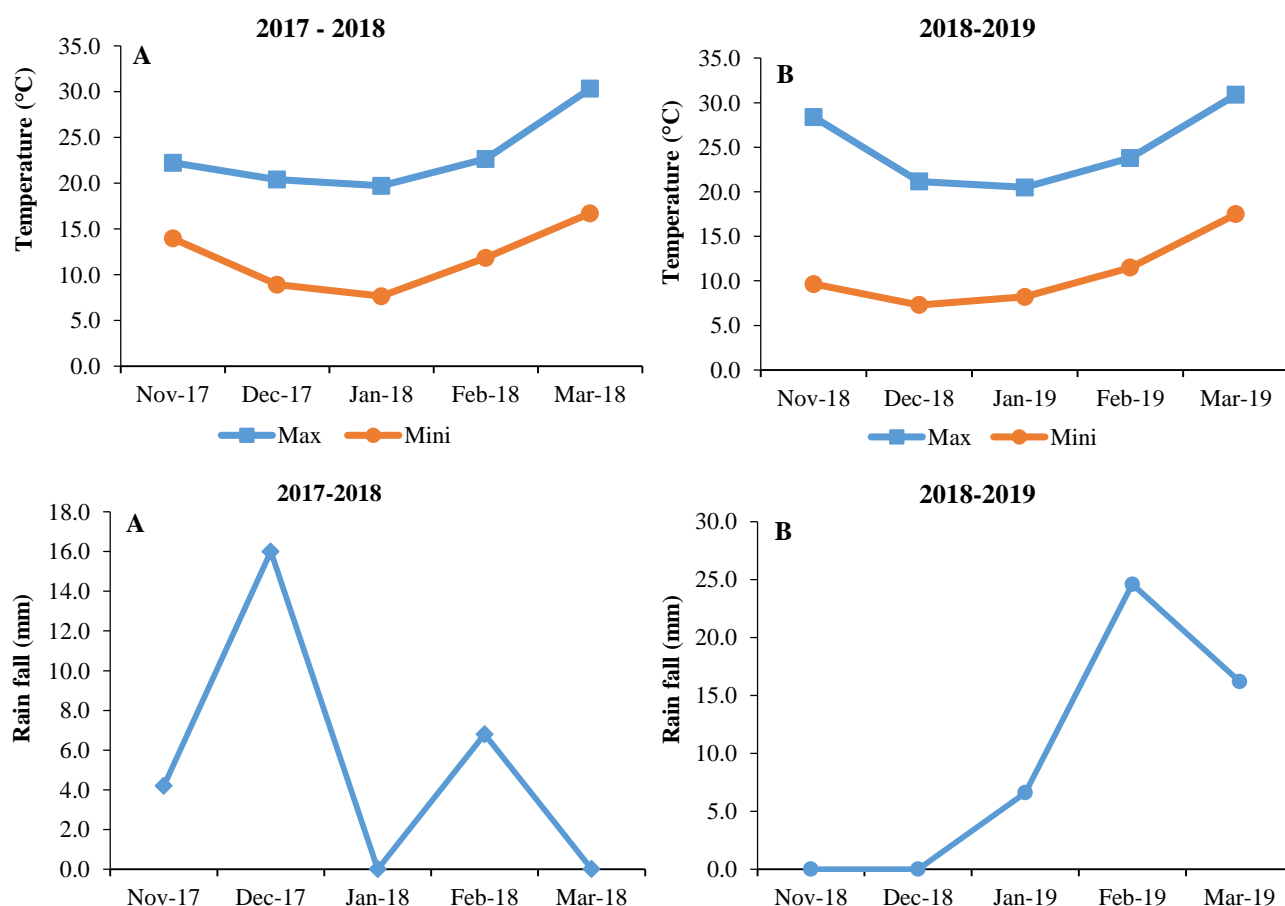 2017 - 2018
A
Temperature (°C)
35.0
30.0
25.0
20.0
15.0
10.0
5.0
0.0
Nov-17 Dec-17 Jan-18 Feb-18 Mar-18
Max Mini
2018-2019
B
Temperature (°C)
35.0
30.0
25.0
20.0
15.0
10.0
5.0
0.0
Nov-18 Dec-18 Jan-19 Feb-19 Mar-19
Max Mini
2017-2018
A
Rain fall (mm)
18.0
16.0
14.0
12.0
10.0
8.0
6.0
4.0
2.0
0.0
Nov-17 Dec-17 Jan-18 Feb-18 Mar-18
2018-2019
B
Rain fall (mm)
30.0
25.0
20.0
15.0
10.0
5.0
0.0
Nov-18 Dec-18 Jan-19 Feb-19 Mar-19